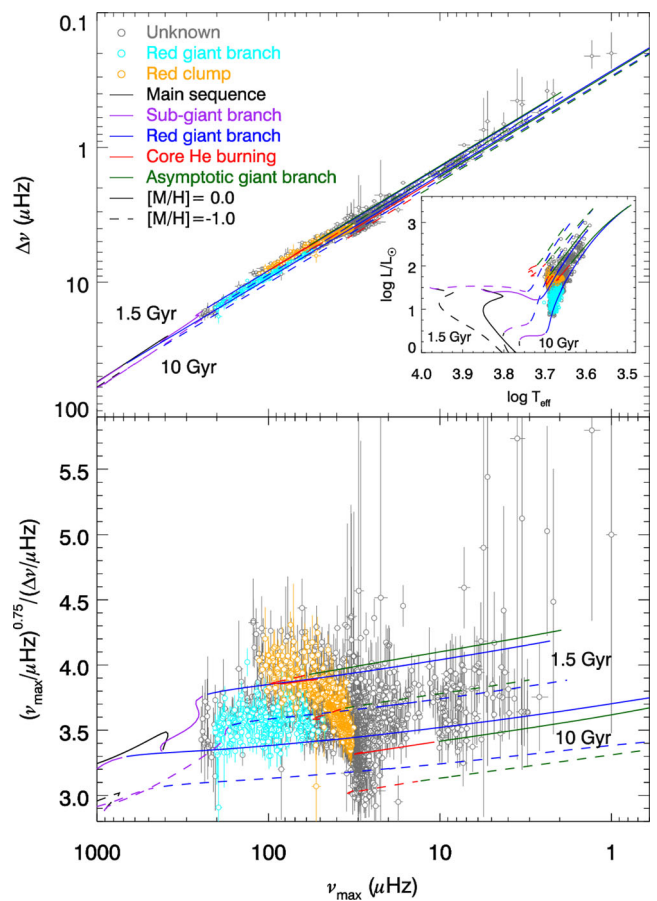 0.1
Unknown
Red giant branch
Red clump
Main sequence
Sub-giant branch
Red giant branch
Core He burning
Asymptotic giant branch
[M/H]= 0.0
[M/H]=-1.0
1
10
100
Δν (μHz)
1.5 Gyr
10 Gyr
3
2
1
0
log L/L⊙
1.5 Gyr
10 Gyr
4.0 3.9 3.8 3.7 3.6 3.5
log Teff
5.5
5.0
4.5
4.0
3.5
3.0
(νmax/μHz)^0.75/(Δν/μHz)
1.5 Gyr
10 Gyr
1000 100 10 1
νmax (μHz)